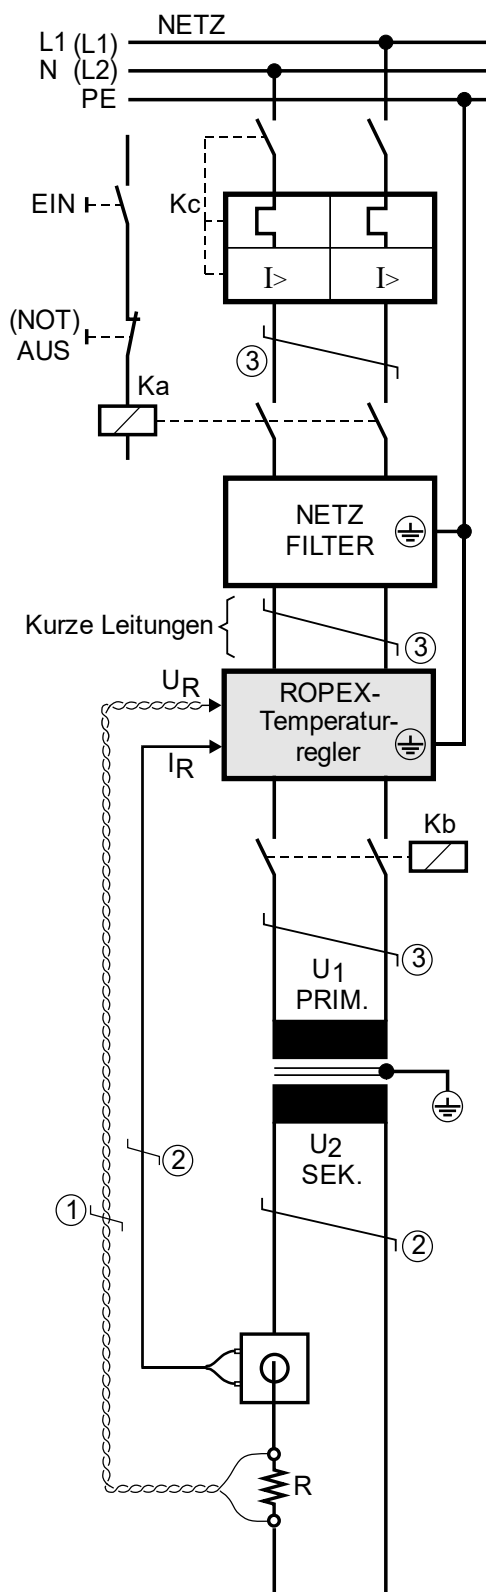 NETZ
L1 (L1)
N (L2)
PE
EIN
Kc
I> I>
(NOT)
AUS
③
Ka
NETZ
FILTER
Kurze Leitungen
③
UR
ROPEX-
Temperatur-
regler
IR
Kb
③
U1
PRIM.
U2
SEK.
②
①
②
R